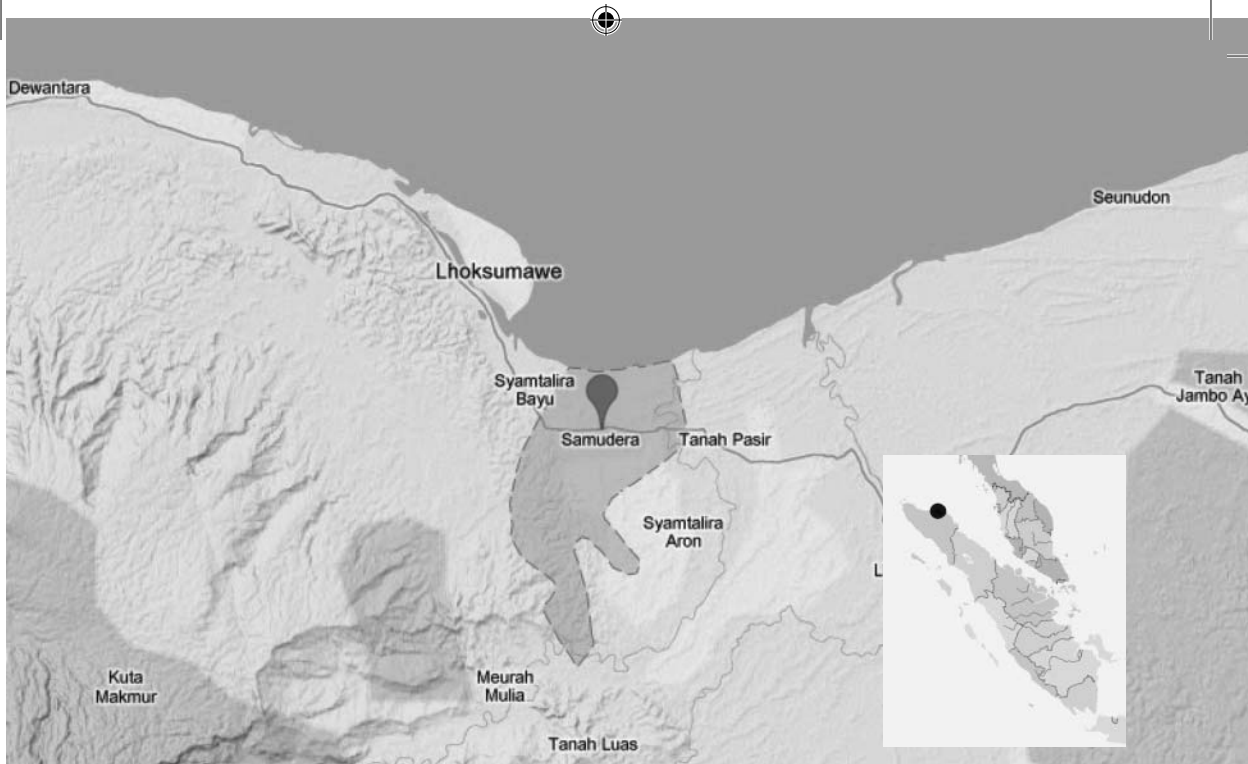 Dewantara
Seunudon
Lhoksumawe
Syamtalira
Bayu
Tanah
Jambo Ay
Samudera
Tanah Pasir
Syamtalira
Aron
L
Kuta
Makmur
Meurah
Mulia
Tanah Luas